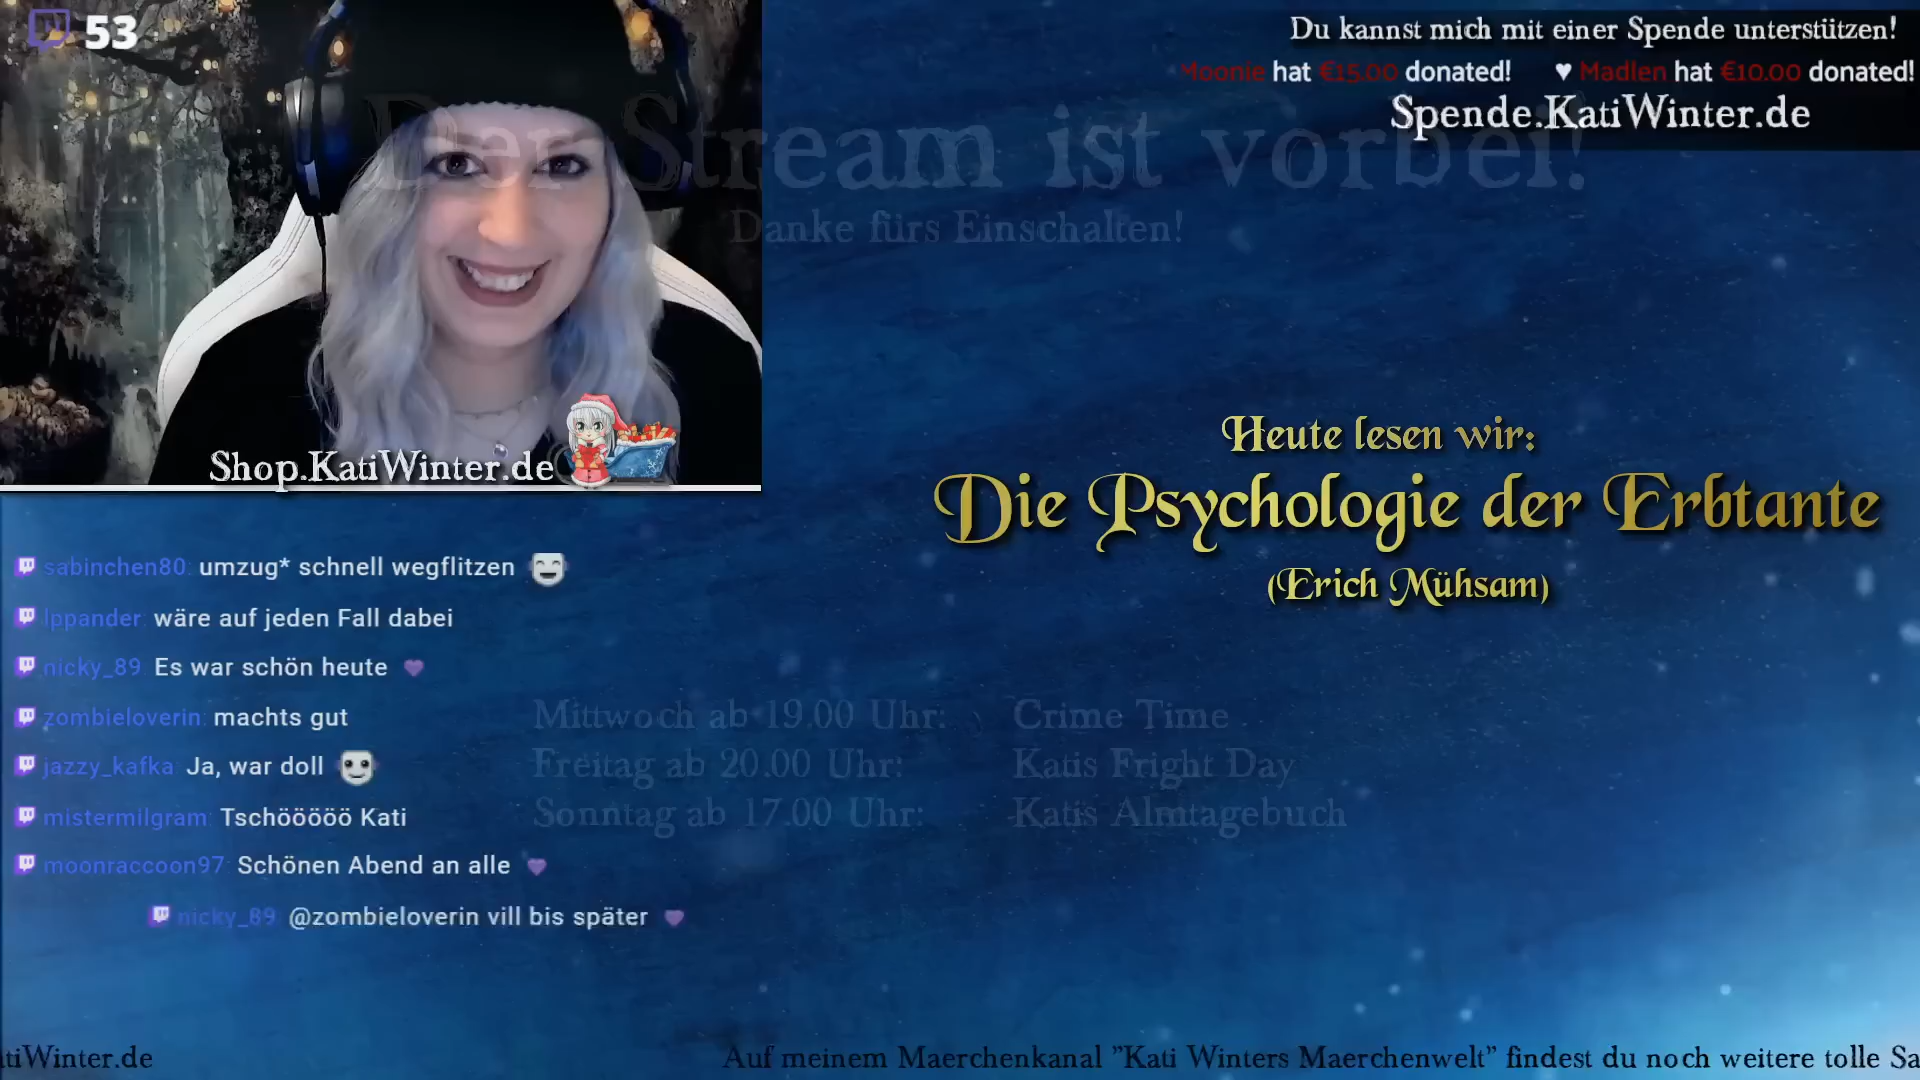 53
Du kannst mich mit einer Spende unterstützen!
Moonie hat €15.00 donated! ♥ Madlen hat €10.00 donated!
Spende.KatiWinter.de
Der Stream ist vorbei!
Danke fürs Einschalten!
Shop.KatiWinter.de
Heute lesen wir:
Die Psychologie der Erbtante
(Erich Mühsam)
sabinchen80: umzug* schnell wegflitzen
lppander: wäre auf jeden Fall dabei
nicky_89: Es war schön heute
zombieloverin: machts gut
jazzy_kafka: Ja, war doll
mistermilgram: Tschööööö Kati
moonraccoon97: Schönen Abend an alle
nicky_89: @zombieloverin vill bis später
Mittwoch ab 19.00 Uhr: Crime Time
Freitag ab 20.00 Uhr: Katis Fright Day
Sonntag ab 17.00 Uhr: Katis Almtagebuch
tiWinter.de Auf meinem Maerchenkanal "Kati Winters Maerchenwelt" findest du noch weitere tolle Sa